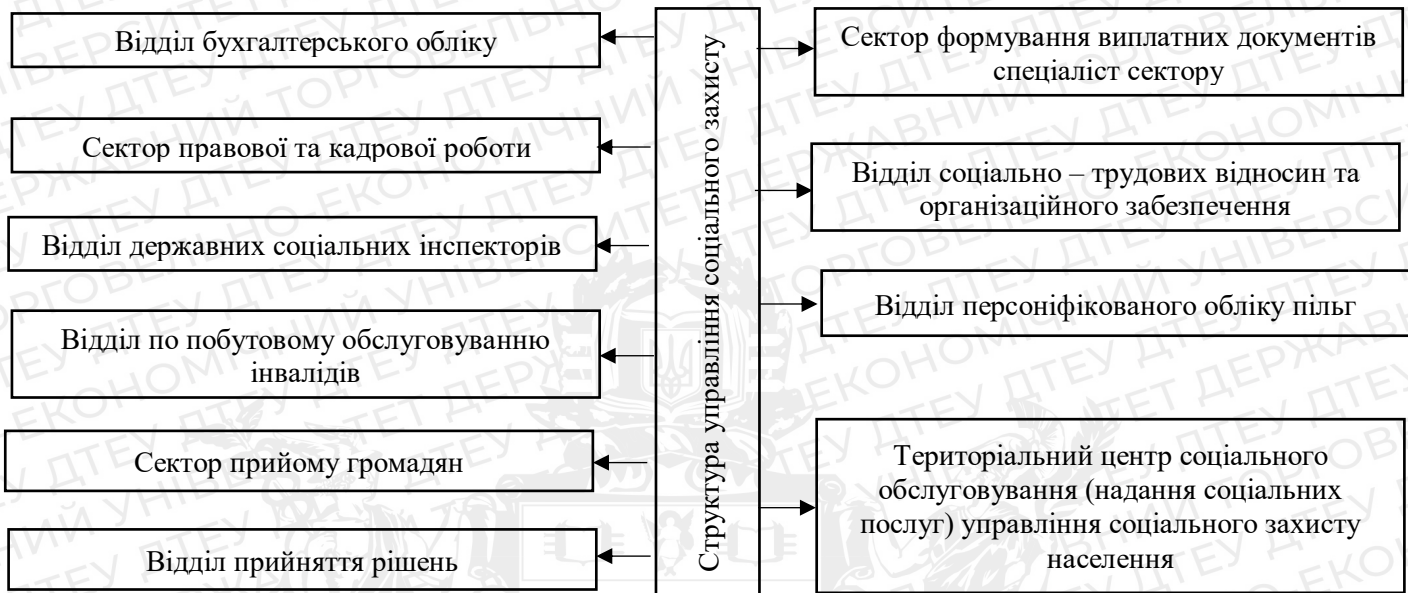 Відділ бухгалтерського обліку
Сектор правової та кадрової роботи
Відділ державних соціальних інспекторів
Відділ по побутовому обслуговуванню
інвалідів
Сектор прийому громадян
Відділ прийняття рішень
Структура управління соціального захисту
Сектор формування виплатних документів
спеціаліст сектору
Відділ соціально – трудових відносин та
організаційного забезпечення
Відділ персоніфікованого обліку пільг
Територіальний центр соціального
обслуговування (надання соціальних
послуг) управління соціального захисту
населення